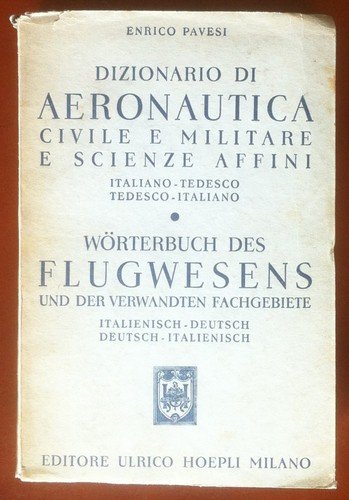 ENRICO PAVESI
DIZIONARIO DI
AERONAUTICA
CIVILE E MILITARE
E SCIENZE AFFINI
ITALIANO-TEDESCO
TEDESCO-ITALIANO
WÖRTERBUCH DES
FLUGWESENS
UND DER VERWANDTEN FACHGEBIETE
ITALIENISCH-DEUTSCH
DEUTSCH-ITALIENISCH
EDITORE ULRICO HOEPLI MILANO